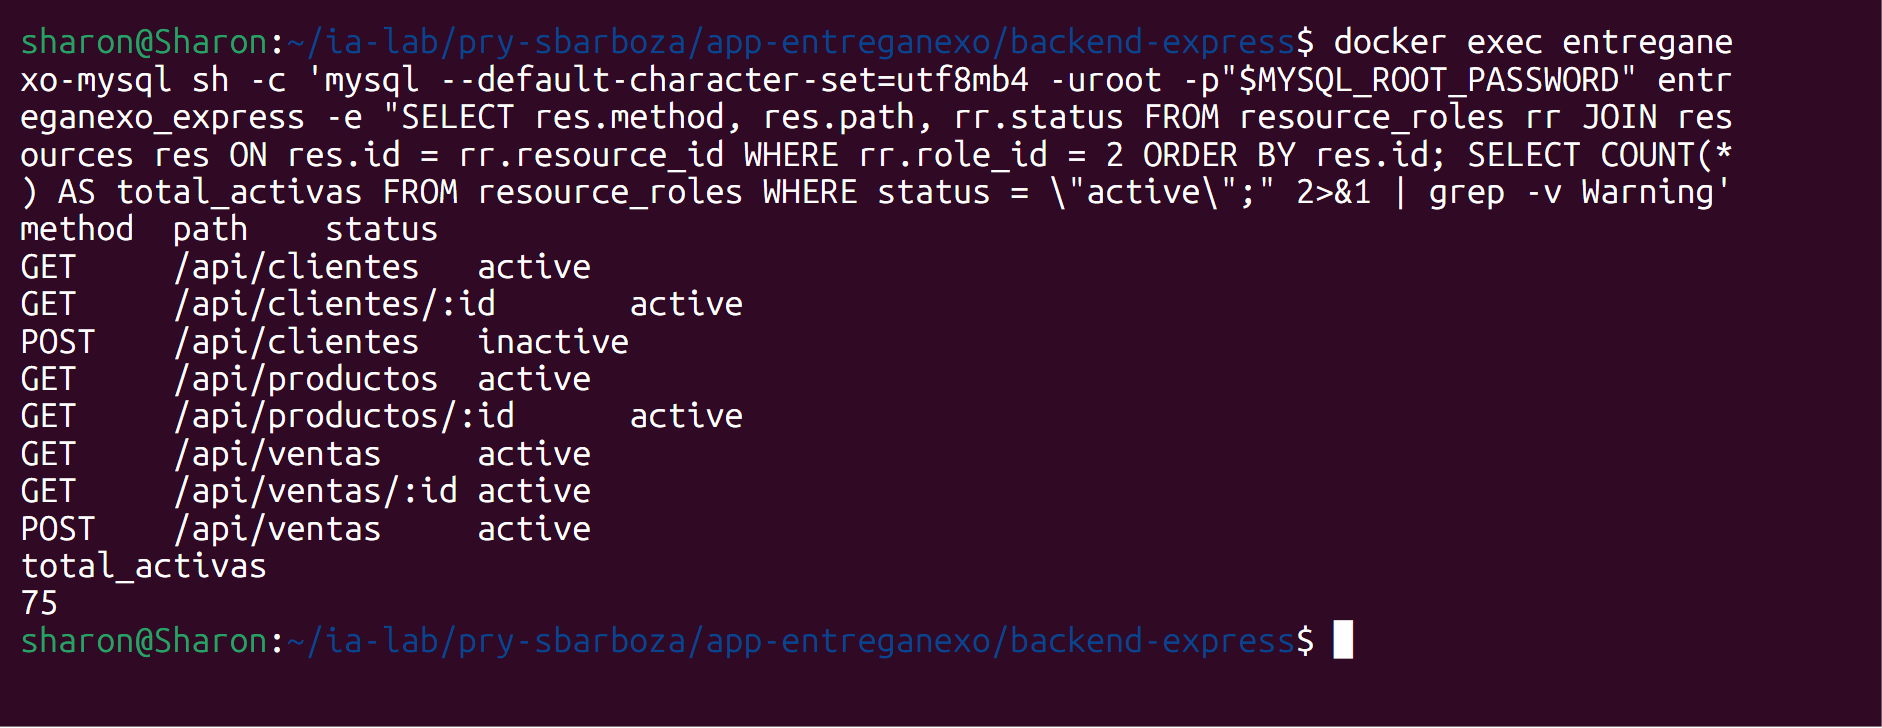 sharon@Sharon:~/ia-lab/pry-sbarboza/app-entreganexo/backend-express$ docker exec entregane
xo-mysql sh -c 'mysql --default-character-set=utf8mb4 -uroot -p"$MYSQL_ROOT_PASSWORD" entr
eganexo_express -e "SELECT res.method, res.path, rr.status FROM resource_roles rr JOIN res
ources res ON res.id = rr.resource_id WHERE rr.role_id = 2 ORDER BY res.id; SELECT COUNT(*
) AS total_activas FROM resource_roles WHERE status = \"active\";" 2>&1 | grep -v Warning'
method	path	status
GET	/api/clientes	active
GET	/api/clientes/:id	active
POST	/api/clientes	inactive
GET	/api/productos	active
GET	/api/productos/:id	active
GET	/api/ventas	active
GET	/api/ventas/:id	active
POST	/api/ventas	active
total_activas
75
sharon@Sharon:~/ia-lab/pry-sbarboza/app-entreganexo/backend-express$